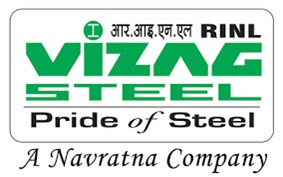 आर.आइ.एन.एल RINL
VIZAG
STEEL
Pride of Steel
A Navratna Company